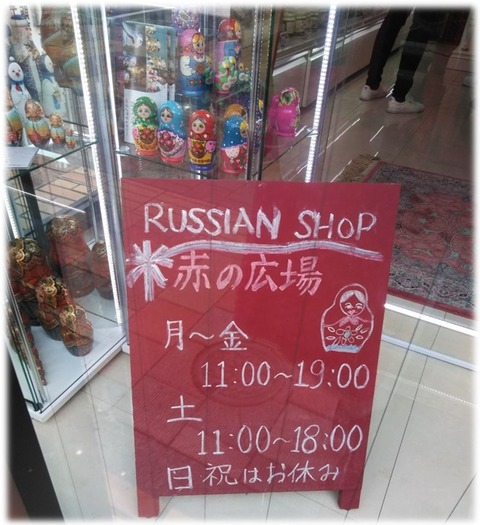 RUSSIAN SHOP
赤の広場
月～金
11:00～19:00
土
11:00～18:00
日祝はお休み